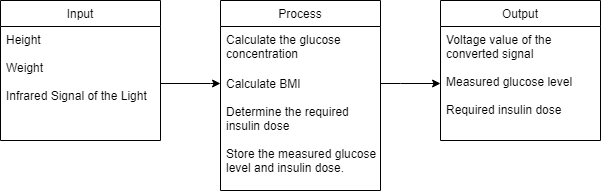 Input
Height
Weight
Infrared Signal of the Light
Process
Calculate the glucose
concentration
Calculate BMI
Determine the required
insulin dose
Store the measured glucose
level and insulin dose.
Output
Voltage value of the
converted signal
Measured glucose level
Required insulin dose